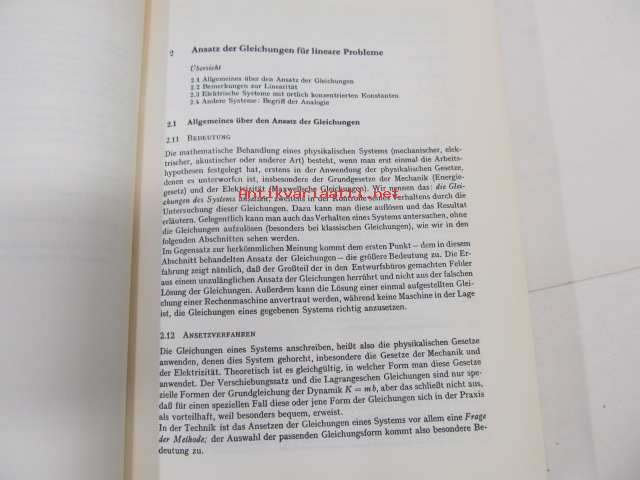 2 Ansatz der Gleichungen für lineare Probleme
Übersicht
2.1 Allgemeines über den Ansatz der Gleichungen
2.2 Bemerkungen zur Linearität
2.3 Elektrische Systeme mit örtlich konzentrierten Konstanten
2.4 Andere Systeme: Begriff der Analogie
2.1 Allgemeines über den Ansatz der Gleichungen
2.11 BEDEUTUNG
Die mathematische Behandlung eines physikalischen Systems (mechanischer, elek-
trischer, akustischer oder anderer Art) besteht, wenn man erst einmal die Arbeits-
hypothesen festgelegt hat, erstens in der Anwendung der physikalischen Gesetze,
denen es unterworfen ist, insbesondere der Grundgesetze der Mechanik (Energie-
gesetz) und der Elektrizität (Maxwellsche Gleichungen). Wir nennen das: die Glei-
chungen des Systems ansetzen; zweitens in der Kontrolle seiner Verhaltens durch die
Antikvariaatti.net
Untersuchung dieser Gleichungen. Dazu kann man diese auflösen und das Resultat
erläutern. Gelegentlich kann man auch das Verhalten eines Systems untersuchen, ohne
die Gleichungen aufzulösen (besonders bei klassischen Gleichungen), wie wir in den
folgenden Abschnitten sehen werden.
Im Gegensatz zur herkömmlichen Meinung kommt dem ersten Punkt – dem in diesem
Abschnitt behandelten Ansatz der Gleichungen – die größere Bedeutung zu. Die Er-
fahrung zeigt nämlich, daß der Großteil der in den Entwurfsbüros gemachten Fehler
aus einem unzulänglichen Ansatz der Gleichungen herrührt und nicht aus der falschen
Lösung der Gleichungen. Außerdem kann die Lösung einer einmal aufgestellten Glei-
chung einer Rechenmaschine anvertraut werden, während keine Maschine in der Lage
ist, die Gleichungen eines gegebenen Systems richtig anzusetzen.
2.12 ANSETZVERFAHREN
Die Gleichungen eines Systems anschreiben, heißt also die physikalischen Gesetze
anwenden, denen dies System gehorcht, inbesondere die Gesetze der Mechanik und
der Elektrizität. Theoretisch ist es gleichgültig, in welcher Form man diese Gesetze
anwendet. Der Verschiebungssatz und die Lagrangeschen Gleichungen sind nur spe-
zielle Formen der Grundgleichung der Dynamik K = mb, aber das schließt nicht aus,
daß für einen speziellen Fall diese oder jene Form der Gleichungen sich in der Praxis
als vorteilhaft, weil besonders bequem, erweist.
In der Technik ist das Ansetzen der Gleichungen eines Systems vor allem eine Frage
der Methode; der Auswahl der passenden Gleichungsform kommt also besondere Be-
deutung zu.